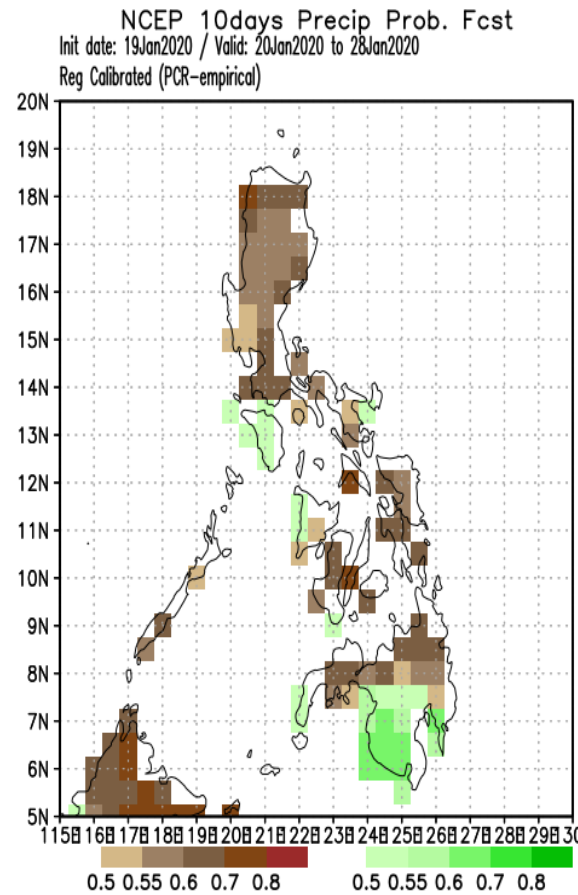 NCEP 10days Precip Prob. Fcst
Init date: 19Jan2020 / Valid: 20Jan2020 to 28Jan2020
Reg Calibrated (PCR-empirical)
20N
19N
18N
17N
16N
15N
14N
13N
12N
11N
10N
9N
8N
7N
6N
5N
115E 116E 117E 118E 119E 120E 121E 122E 123E 124E 125E 126E 127E 128E 129E 130E
0.5 0.55 0.6 0.7 0.8 0.5 0.55 0.6 0.7 0.8